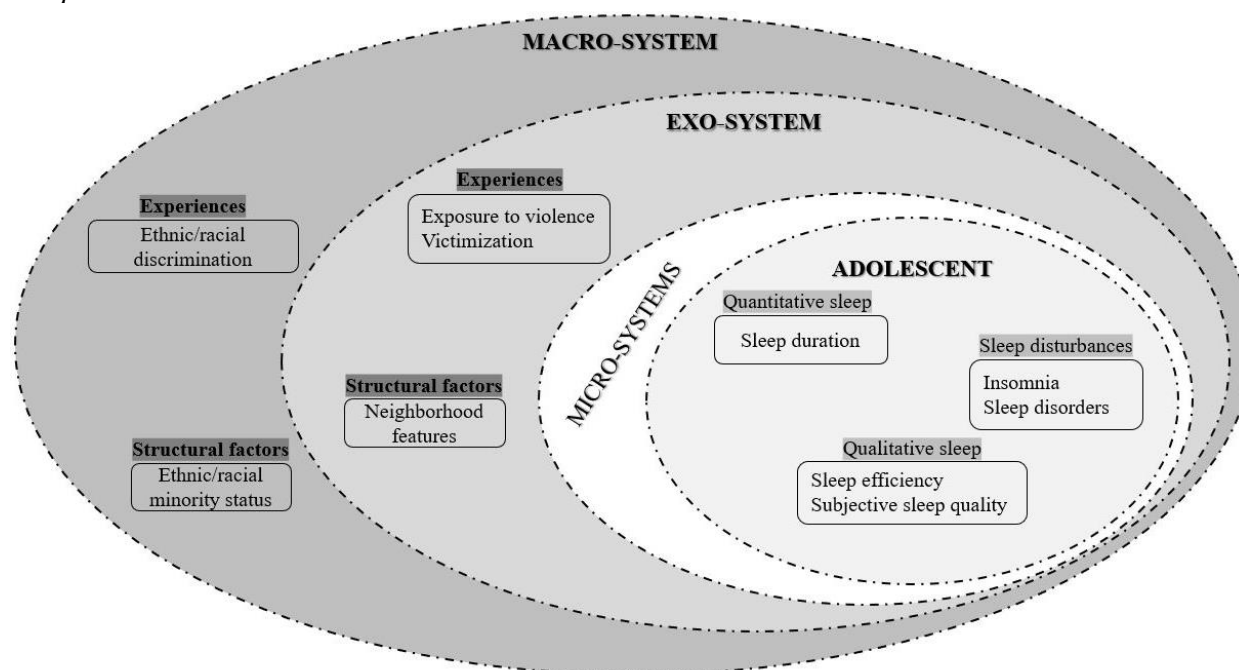 MACRO-SYSTEM
EXO-SYSTEM
Experiences
Ethnic/racial
discrimination
Structural factors
Ethnic/racial
minority status
Experiences
Exposure to violence
Victimization
Structural factors
Neighborhood
features
MICRO-SYSTEMS
ADOLESCENT
Quantitative sleep
Sleep duration
Sleep disturbances
Insomnia
Sleep disorders
Qualitative sleep
Sleep efficiency
Subjective sleep quality